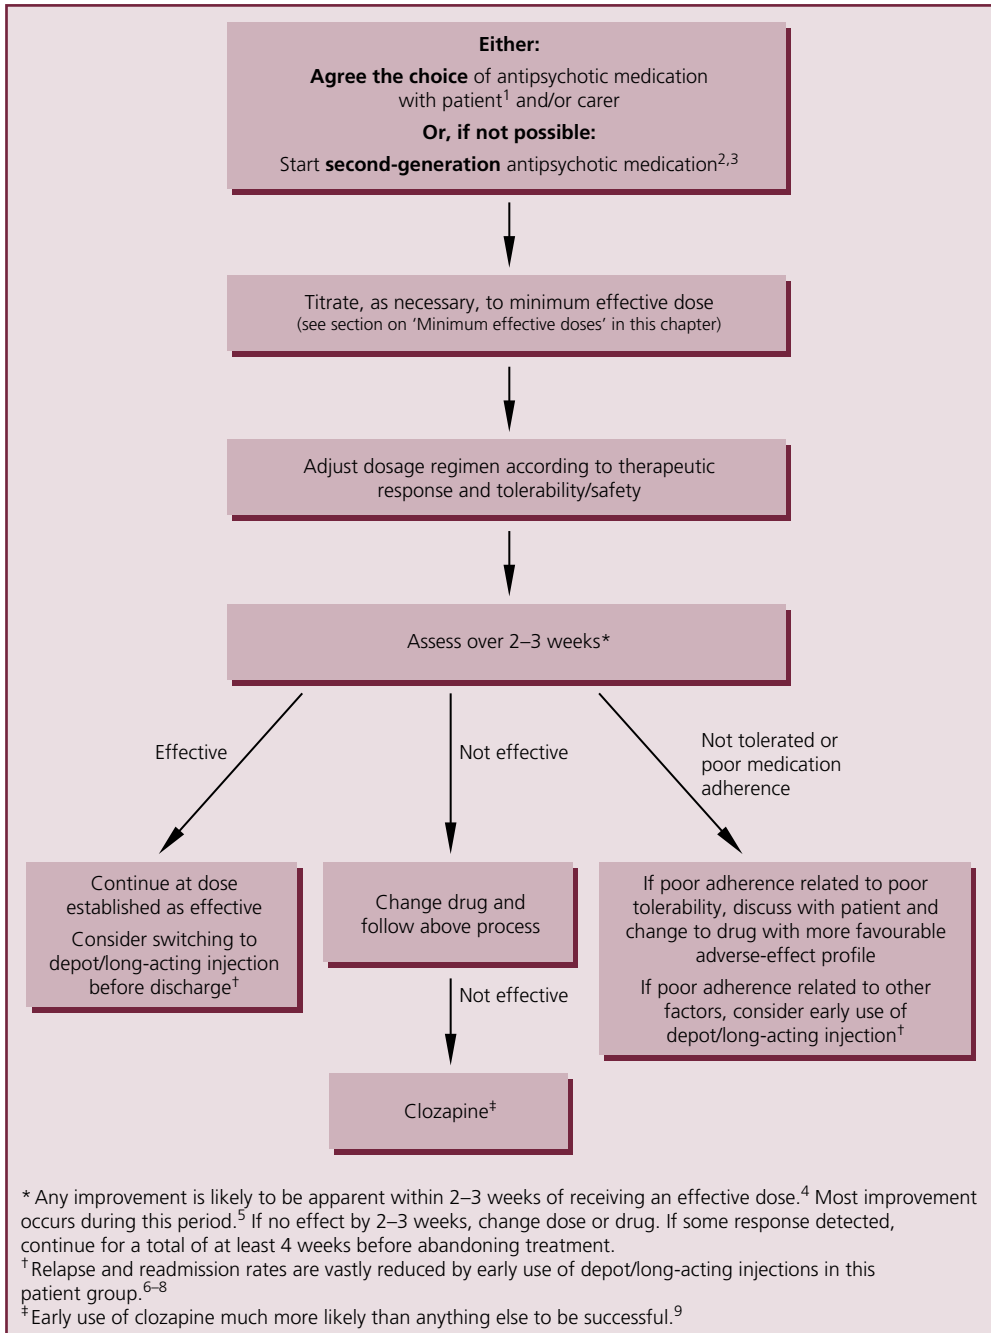 Either:
Agree the choice of antipsychotic medication
with patient¹ and/or carer
Or, if not possible:
Start second-generation antipsychotic medication²,³
Titrate, as necessary, to minimum effective dose
(see section on ‘Minimum effective doses’ in this chapter)
Adjust dosage regimen according to therapeutic
response and tolerability/safety
Assess over 2–3 weeks*
Effective
Not effective
Not tolerated or
poor medication
adherence
Continue at dose
established as effective
Consider switching to
depot/long-acting injection
before discharge†
Change drug and
follow above process
If poor adherence related to poor
tolerability, discuss with patient and
change to drug with more favourable
adverse-effect profile
If poor adherence related to other
factors, consider early use of
depot/long-acting injection†
Not effective
Clozapine‡
* Any improvement is likely to be apparent within 2–3 weeks of receiving an effective dose.⁴ Most improvement
occurs during this period.⁵ If no effect by 2–3 weeks, change dose or drug. If some response detected,
continue for a total of at least 4 weeks before abandoning treatment.
†Relapse and readmission rates are vastly reduced by early use of depot/long-acting injections in this
patient group.⁶–⁸
‡Early use of clozapine much more likely than anything else to be successful.⁹